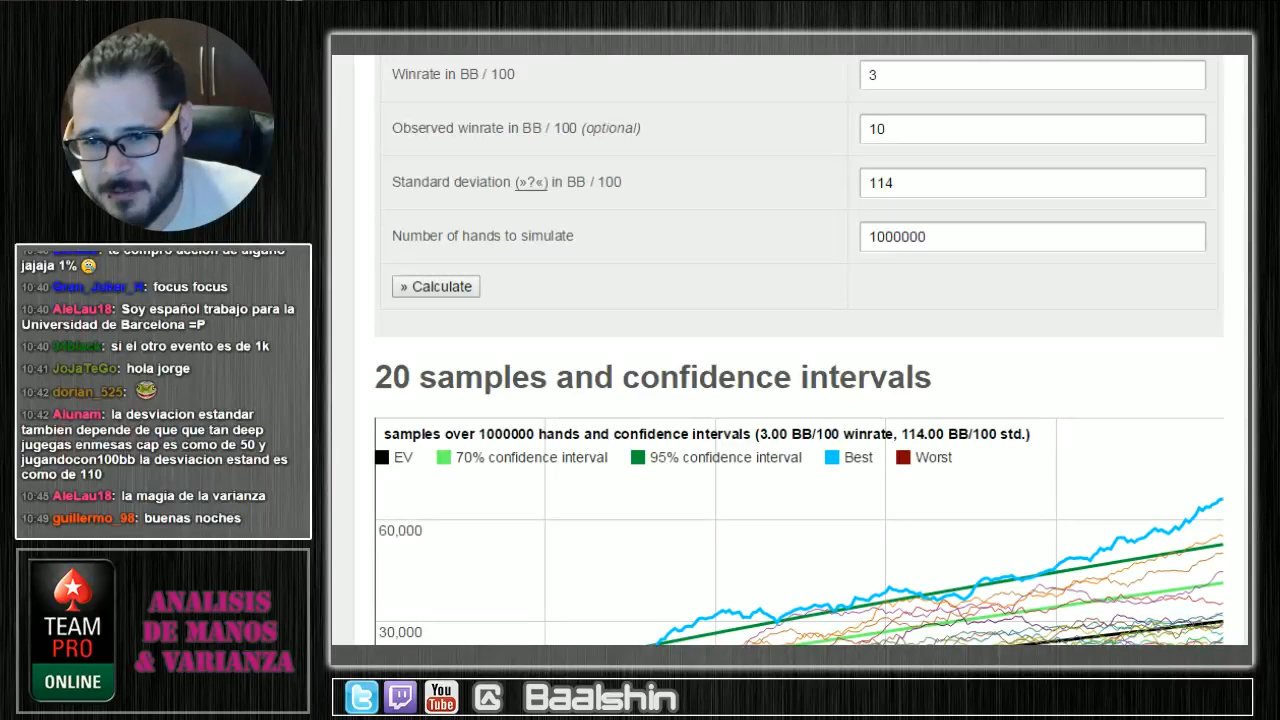 Winrate in BB / 100
3
Observed winrate in BB / 100 (optional)
10
Standard deviation (»?«) in BB / 100
114
Number of hands to simulate
1000000
» Calculate
20 samples and confidence intervals
samples over 1000000 hands and confidence intervals (3.00 BB/100 winrate, 114.00 BB/100 std.)
EV 70% confidence interval 95% confidence interval Best Worst
60,000
30,000
jajaja 1%
10:40 : focus focus
10:40 AleLau18: Soy español trabajo para la
Universidad de Barcelona =P
10:40 : si el otro evento es de 1k
10:41 JoJaTeGo: hola jorge
10:42 dorian_525:
10:42 Alunam: la desviacion estandar
tambien depende de que que tan deep
jugegas enmesas cap es como de 50 y
jugandocon100bb la desviacion estand es
como de 110
10:45 AleLau18: la magia de la varianza
10:49 guillermo_98: buenas noches
TEAM
PRO
ONLINE
ANALISIS
DE MANOS
& VARIANZA
You
Tube
Baalshin